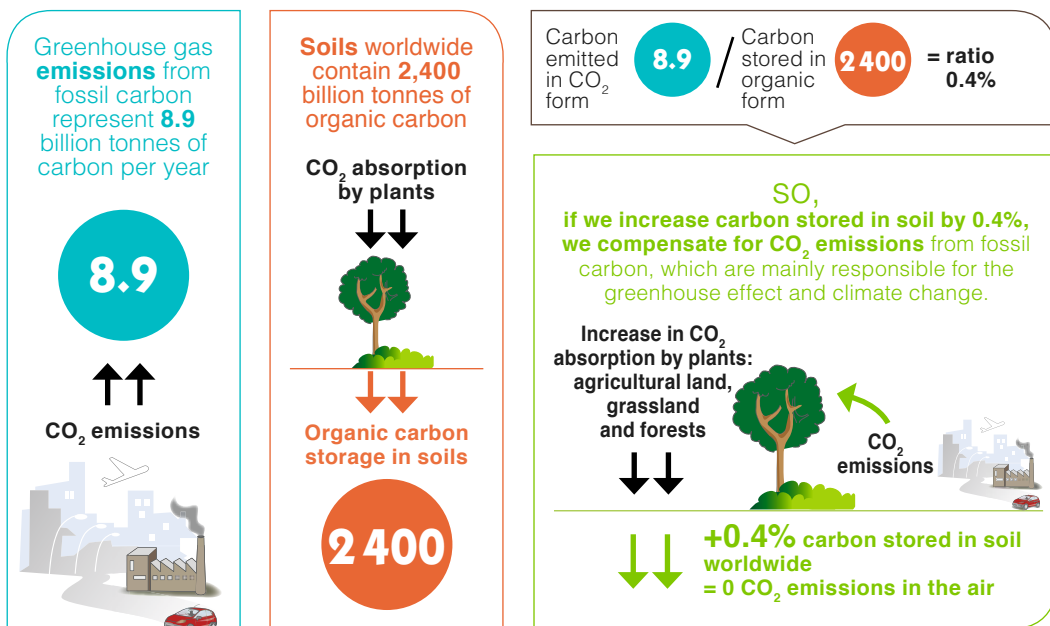 Greenhouse gas
emissions from
fossil carbon
represent 8.9
billion tonnes of
carbon per year
8.9
CO₂ emissions
Soils worldwide
contain 2,400
billion tonnes of
organic carbon
CO₂ absorption
by plants
Organic carbon
storage in soils
2 400
Carbon
emitted
in CO₂
form
8.9
/
Carbon
stored in
organic
form
2 400
= ratio
0.4%
SO,
if we increase carbon stored in soil by 0.4%,
we compensate for CO₂ emissions from fossil
carbon, which are mainly responsible for the
greenhouse effect and climate change.
Increase in CO₂
absorption by plants:
agricultural land,
grassland
and forests
CO₂
emissions
+0.4% carbon stored in soil
worldwide
= 0 CO₂ emissions in the air